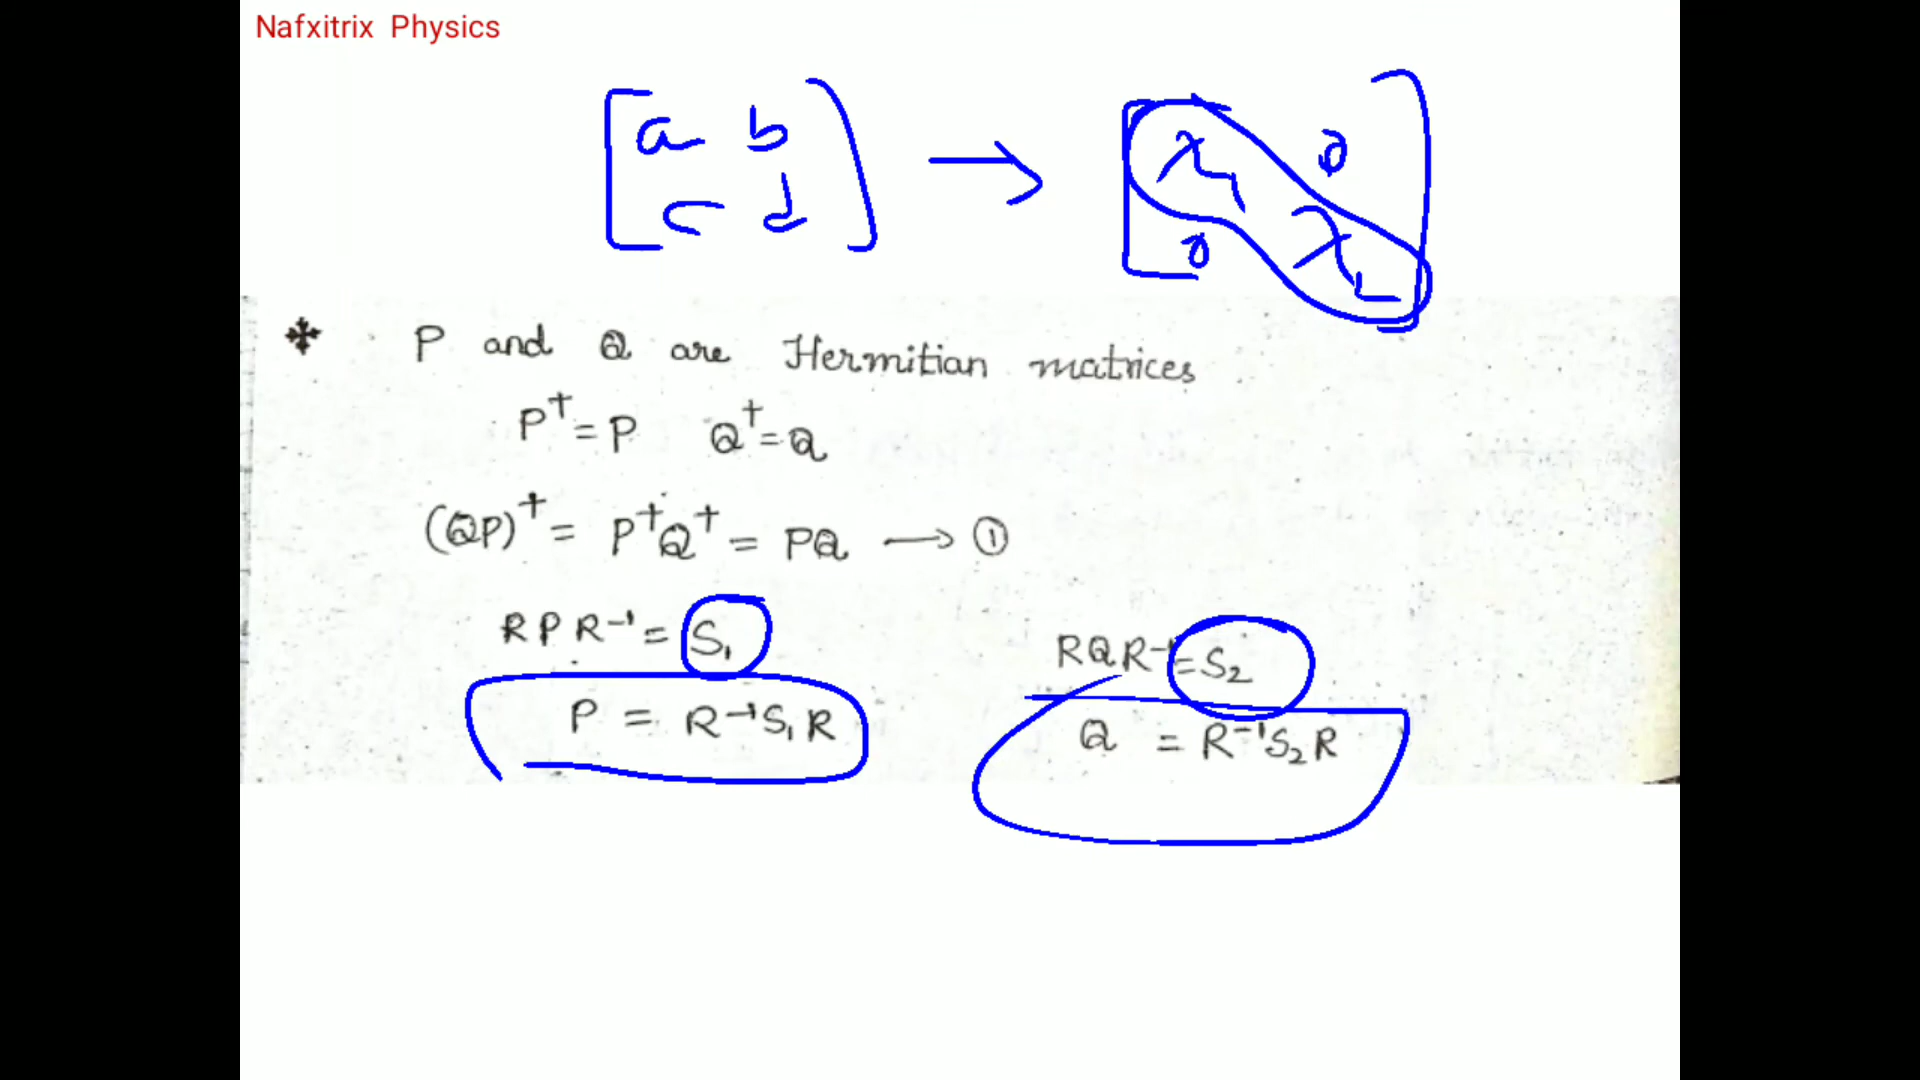 Nafxitrix Physics
[a b
c d] → [λ₁ 0
0 λ₂]
* P and Q are Hermitian matrices
P† = P Q† = Q
(QP)† = P†Q† = PQ → ①
RPR⁻¹ = S₁
RQR⁻¹ = S₂
P = R⁻¹S₁R
Q = R⁻¹S₂R